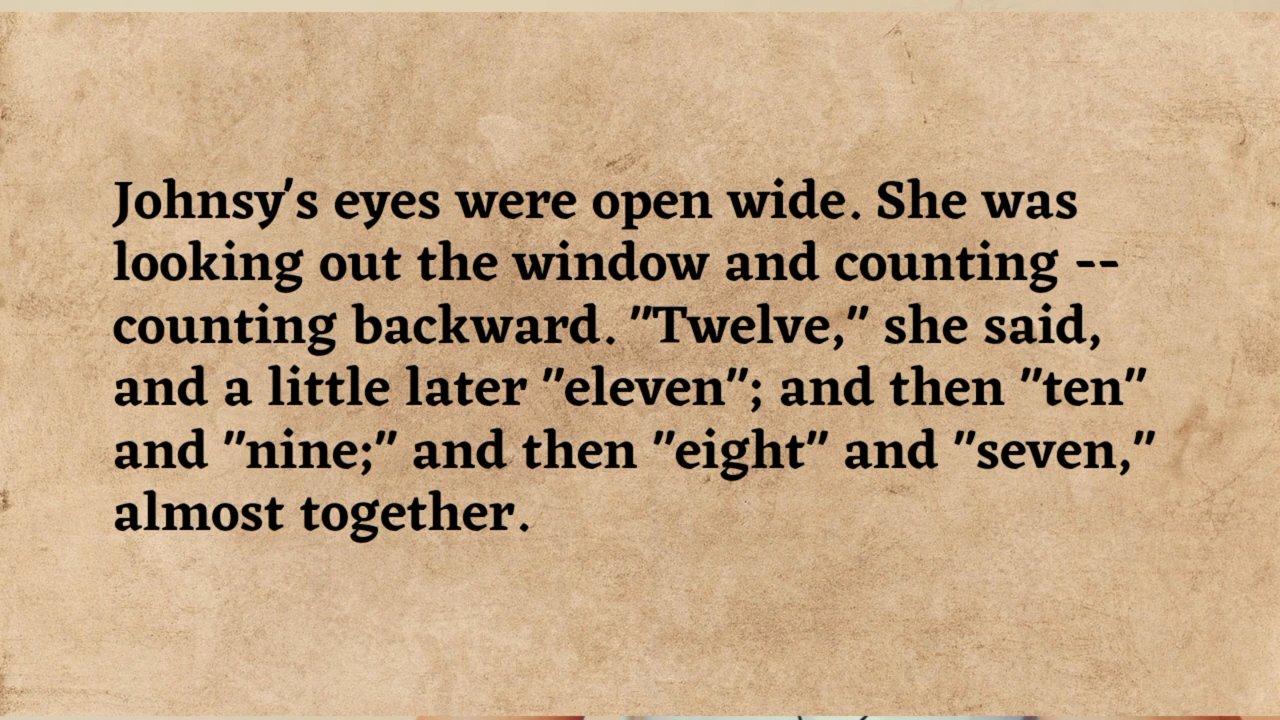 Johnsy's eyes were open wide. She was
looking out the window and counting --
counting backward. "Twelve," she said,
and a little later "eleven"; and then "ten"
and "nine;" and then "eight" and "seven,"
almost together.